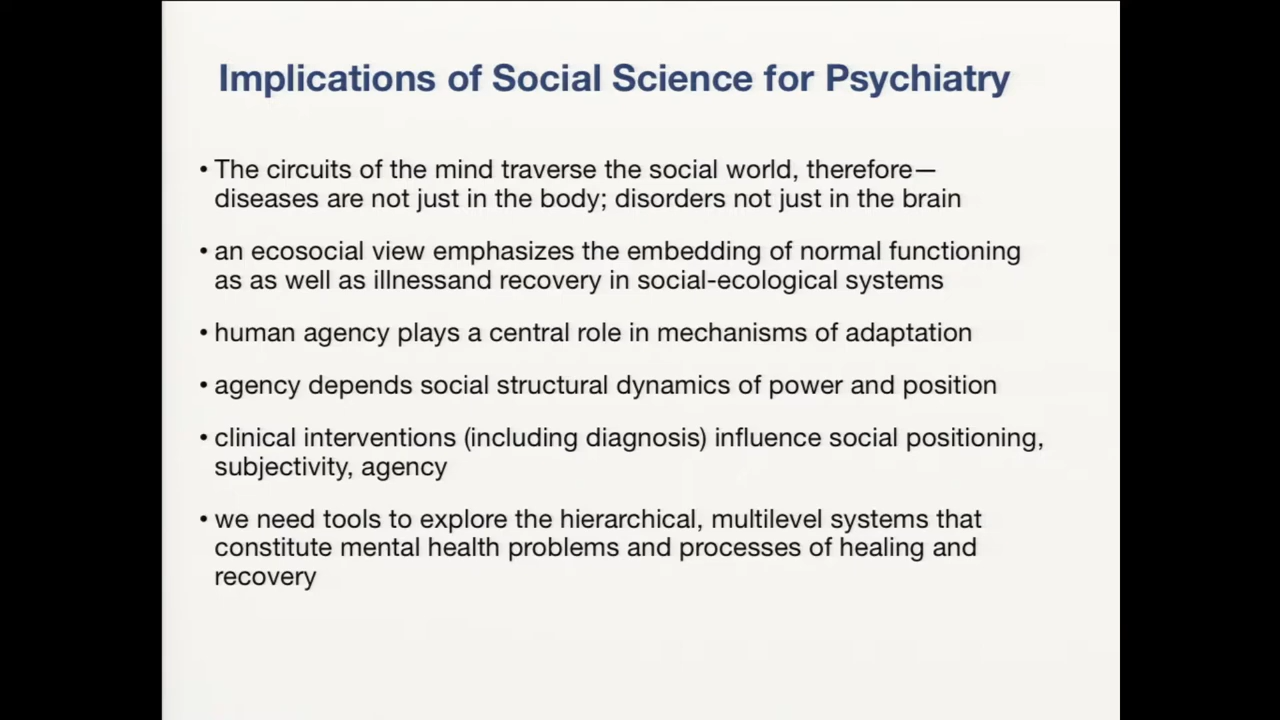 Implications of Social Science for Psychiatry
• The circuits of the mind traverse the social world, therefore—
diseases are not just in the body; disorders not just in the brain
• an ecosocial view emphasizes the embedding of normal functioning
as as well as illnessand recovery in social-ecological systems
• human agency plays a central role in mechanisms of adaptation
• agency depends social structural dynamics of power and position
• clinical interventions (including diagnosis) influence social positioning,
subjectivity, agency
• we need tools to explore the hierarchical, multilevel systems that
constitute mental health problems and processes of healing and
recovery